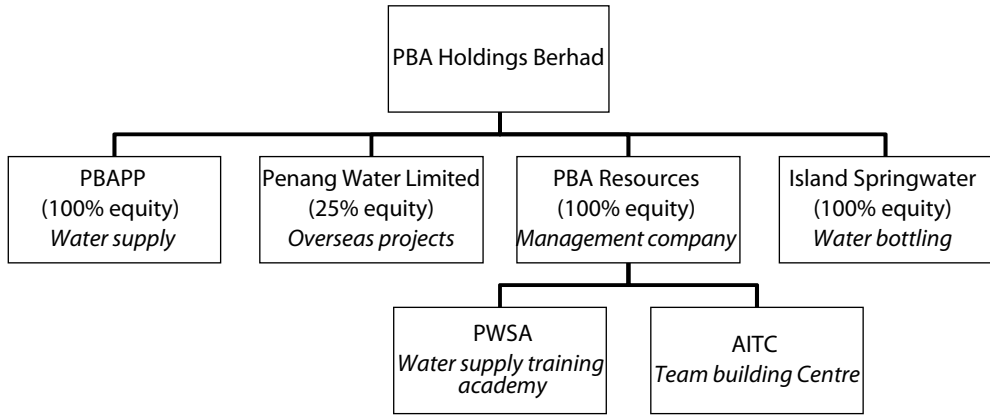 PBA Holdings Berhad
PBAPP
(100% equity)
Water supply
Penang Water Limited
(25% equity)
Overseas projects
PBA Resources
(100% equity)
Management company
Island Springwater
(100% equity)
Water bottling
PWSA
Water supply training
academy
AITC
Team building Centre